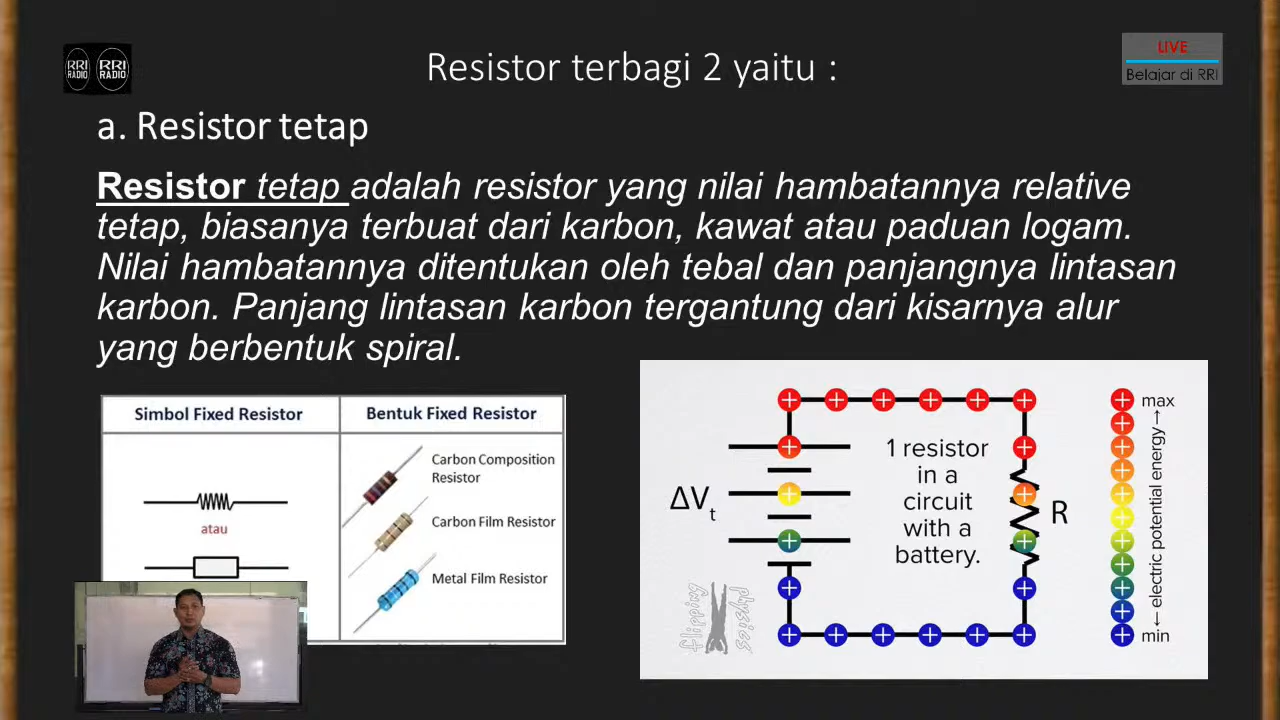 RRI RADIO
RRI RADIO
Resistor terbagi 2 yaitu :
LIVE
Belajar di RRI
a. Resistor tetap
Resistor tetap adalah resistor yang nilai hambatannya relative
tetap, biasanya terbuat dari karbon, kawat atau paduan logam.
Nilai hambatannya ditentukan oleh tebal dan panjangnya lintasan
karbon. Panjang lintasan karbon tergantung dari kisarnya alur
yang berbentuk spiral.
Simbol Fixed Resistor
Bentuk Fixed Resistor
atau
Carbon Composition
Resistor
Carbon Film Resistor
Metal Film Resistor
ΔVt
1 resistor
in a
circuit
with a
battery.
R
max
← electric potential energy →
min
flipping
physics